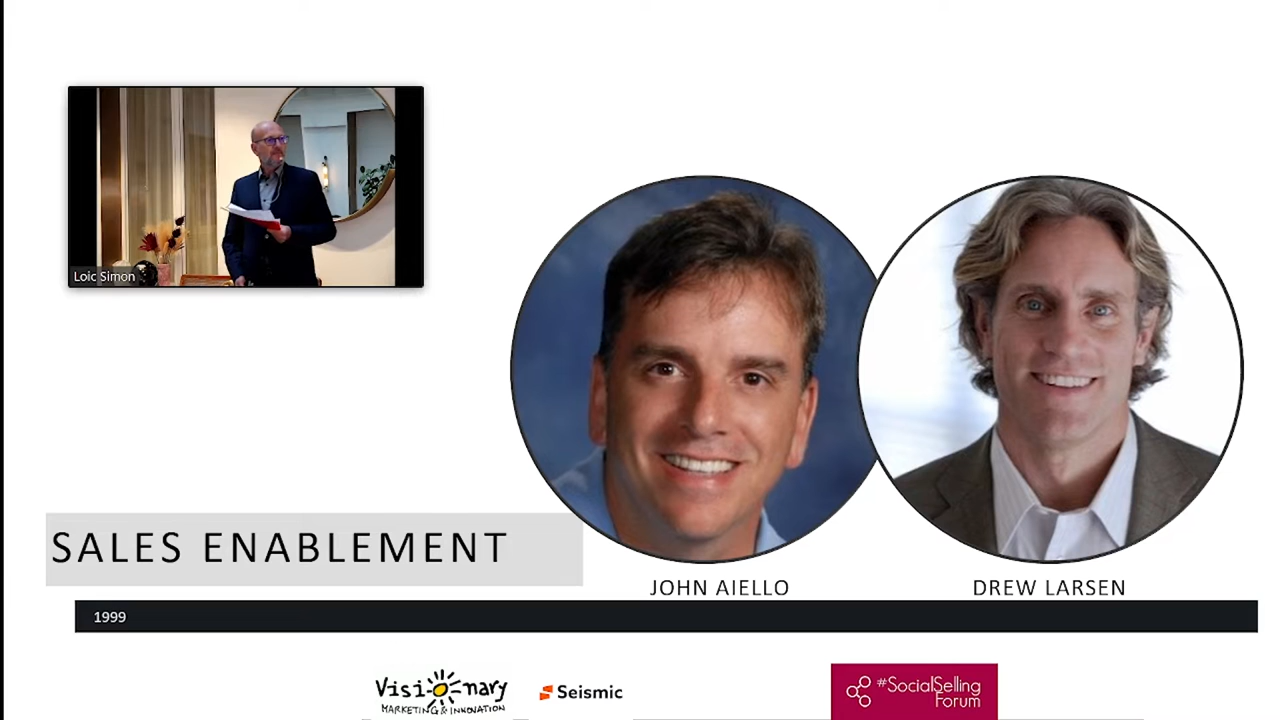 Loic Simon
SALES ENABLEMENT
JOHN AIELLO
DREW LARSEN
1999
Visionary
MARKETING & INNOVATION
Seismic
#SocialSelling
Forum